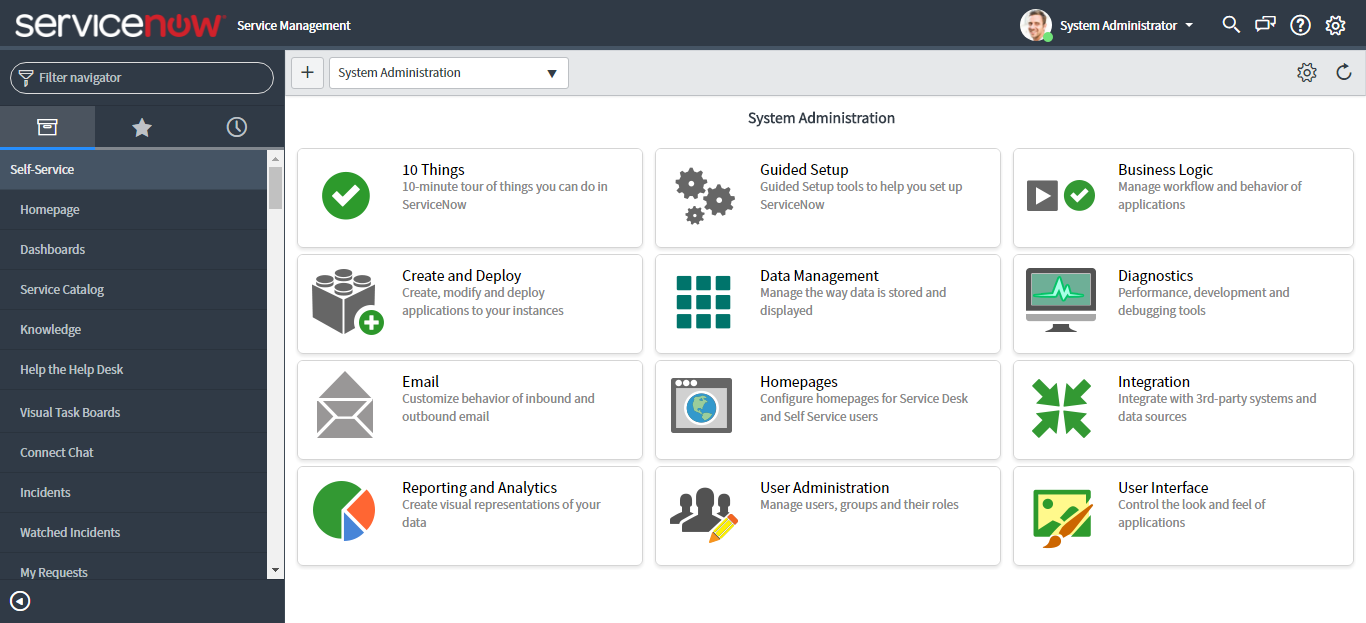 servicenow Service Management
System Administrator
Filter navigator
System Administration
Self-Service
Homepage
Dashboards
Service Catalog
Knowledge
Help the Help Desk
Visual Task Boards
Connect Chat
Incidents
Watched Incidents
My Requests
System Administration
10 Things
10-minute tour of things you can do in
ServiceNow
Guided Setup
Guided Setup tools to help you set up
ServiceNow
Business Logic
Manage workflow and behavior of
applications
Create and Deploy
Create, modify and deploy
applications to your instances
Data Management
Manage the way data is stored and
displayed
Diagnostics
Performance, development and
debugging tools
Email
Customize behavior of inbound and
outbound email
Homepages
Configure homepages for Service Desk
and Self Service users
Integration
Integrate with 3rd-party systems and
data sources
Reporting and Analytics
Create visual representations of your
data
User Administration
Manage users, groups and their roles
User Interface
Control the look and feel of
applications